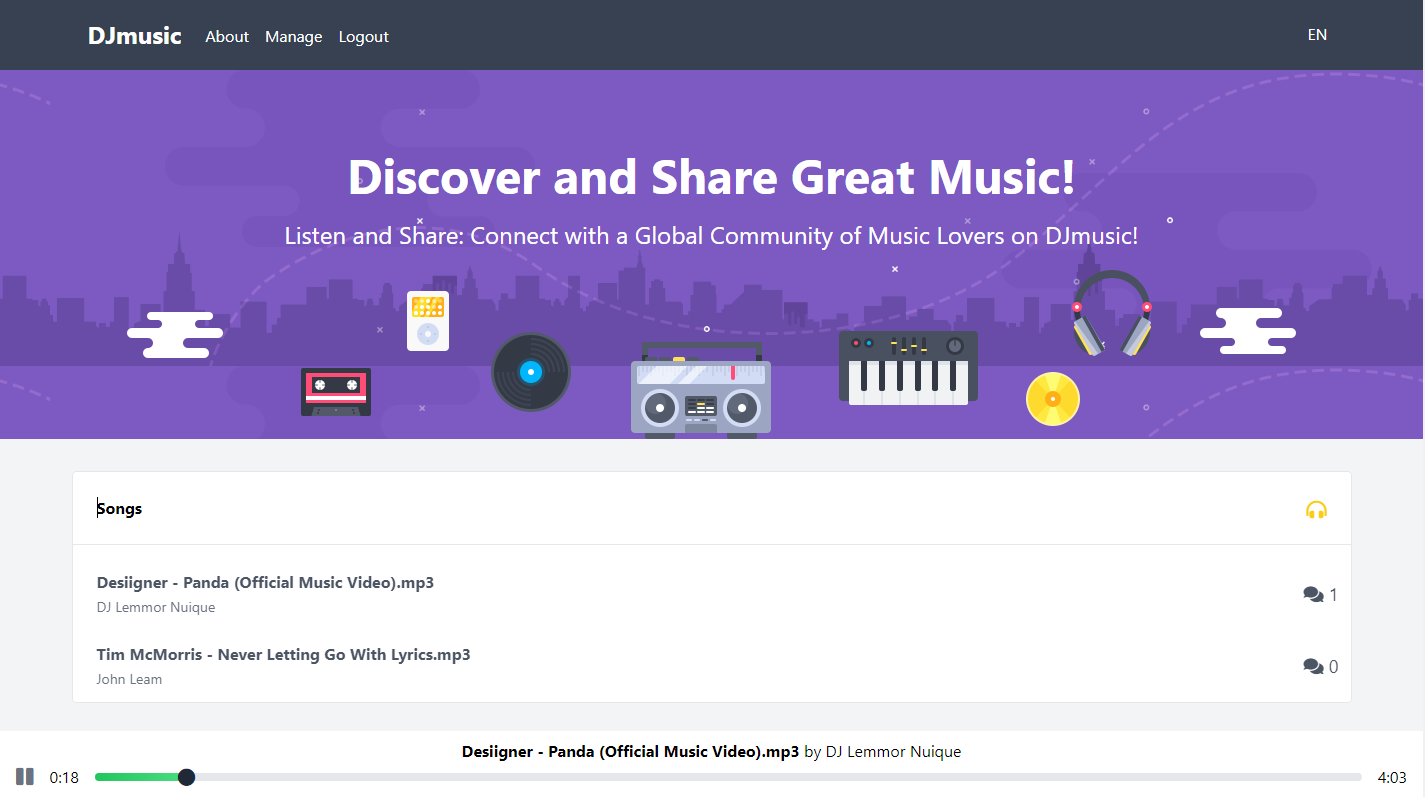 DJmusic About Manage Logout EN
Discover and Share Great Music!
Listen and Share: Connect with a Global Community of Music Lovers on DJmusic!
Songs
Desiigner - Panda (Official Music Video).mp3
DJ Lemmor Nuique
1
Tim McMorris - Never Letting Go With Lyrics.mp3
John Leam
0
Desiigner - Panda (Official Music Video).mp3 by DJ Lemmor Nuique
0:18 4:03